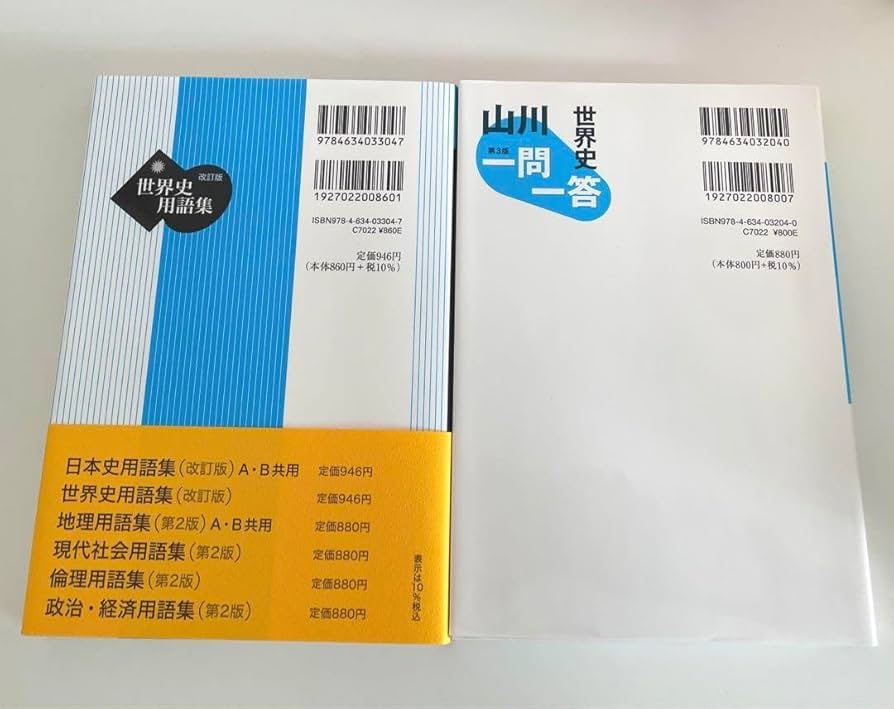 改訂版
世界史
用語集
9784634033047
1927022008601
ISBN978-4-634-03304-7
C7022 ¥860E
定価946円
(本体860円+税10%)
日本史用語集(改訂版)A・B共用 定価946円
世界史用語集(改訂版) 定価946円
地理用語集(第2版)A・B共用 定価880円
現代社会用語集(第2版) 定価880円
倫理用語集(第2版) 定価880円
政治・経済用語集(第2版) 定価880円
表示は10%税込
山川
世界史
第3版
一問
一答
9784634032040
1927022008007
ISBN978-4-634-03204-0
C7022 ¥800E
定価880円
(本体800円+税10%)